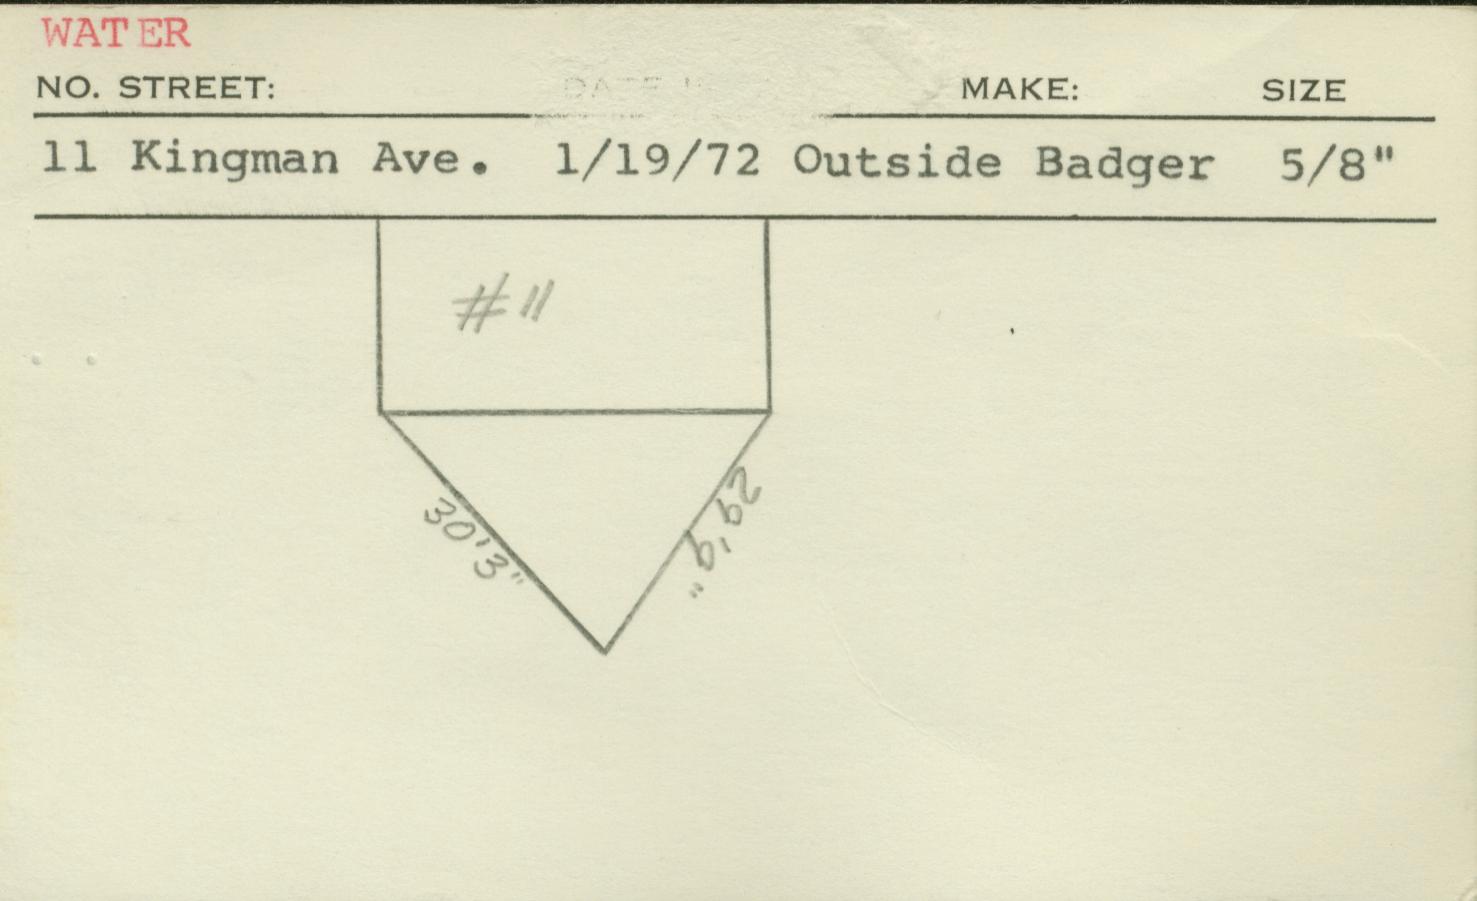 WATER
NO. STREET: MAKE: SIZE
11 Kingman Ave. 1/19/72 Outside Badger 5/8"
#11
30'3"
29'9"